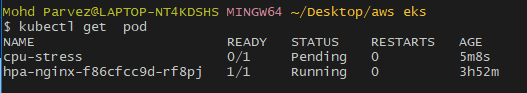 Mohd Parvez@LAPTOP-NT4KDSHS MINGW64 ~/Desktop/aws eks
$ kubectl get  pod
NAME                        READY   STATUS    RESTARTS   AGE
cpu-stress                  0/1     Pending   0          5m8s
hpa-nginx-f86cfcc9d-rf8pj   1/1     Running   0          3h52m